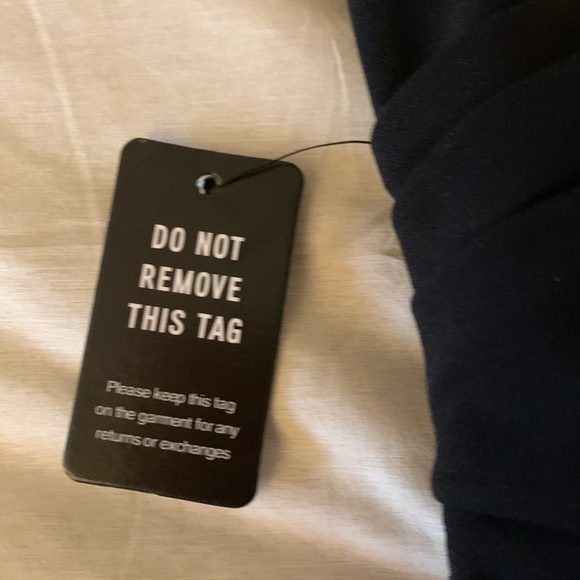 DO NOT
REMOVE
THIS TAG
Please keep this tag
on the garment for any
returns or exchanges